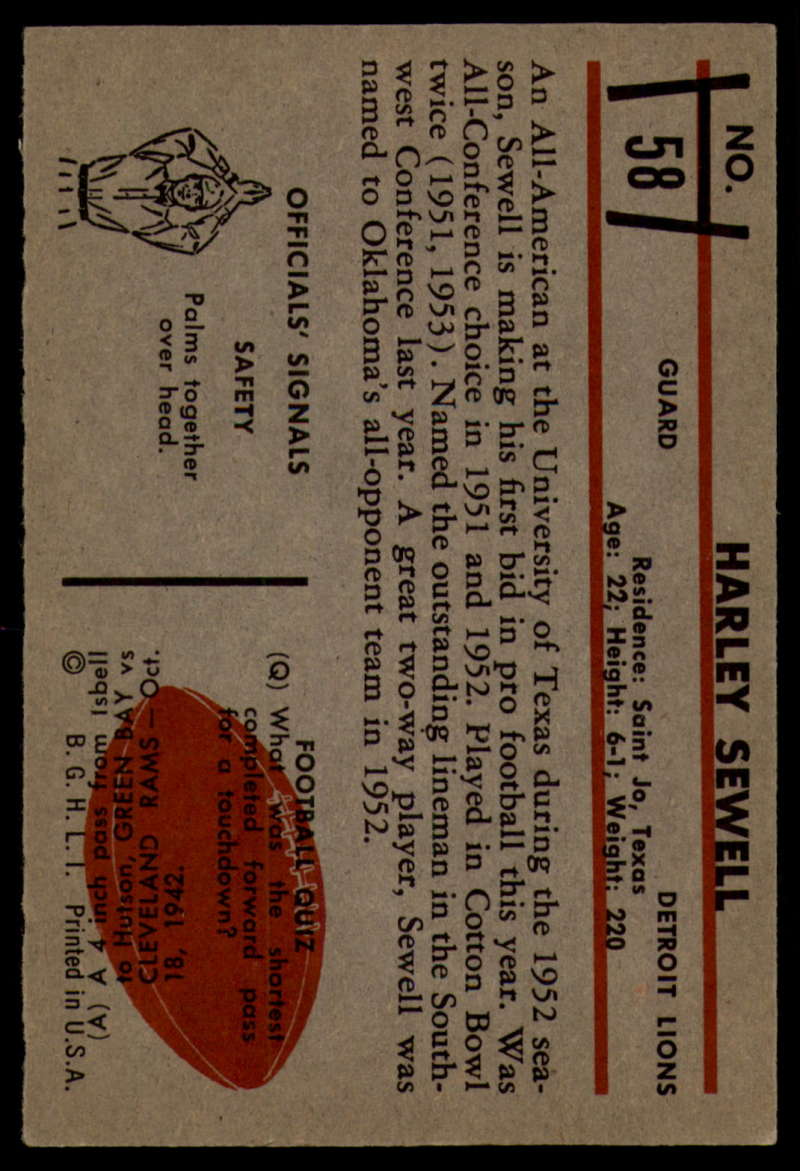 NO.
58
HARLEY SEWELL
GUARD
DETROIT LIONS
Residence: Saint Jo, Texas
Age: 22; Height: 6-1; Weight: 220
An All-American at the University of Texas during the 1952 sea-
son, Sewell is making his first bid in pro football this year. Was
All-Conference choice in 1951 and 1952. Played in Cotton Bowl
twice (1951, 1953). Named the outstanding lineman in the South-
west Conference last year. A great two-way player, Sewell was
named to Oklahoma's all-opponent team in 1952.
OFFICIALS' SIGNALS
SAFETY
Palms together
over head.
FOOTBALL QUIZ
(Q) What was the shortest
completed forward pass
for a touchdown?
(A) A 4 inch pass from Isbell
to Hutson, GREEN BAY vs
CLEVELAND RAMS — Oct.
18, 1942.
© B. G. H. L. I. Printed in U.S.A.